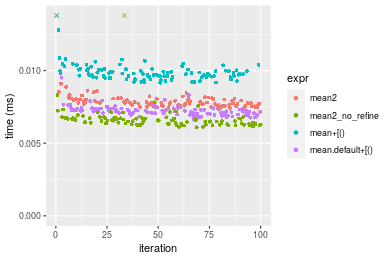 0.010
0.005
0.000
time (ms)
0
25
50
75
100
iteration
expr
mean2
mean2_no_refine
mean+[()
mean.default+[()